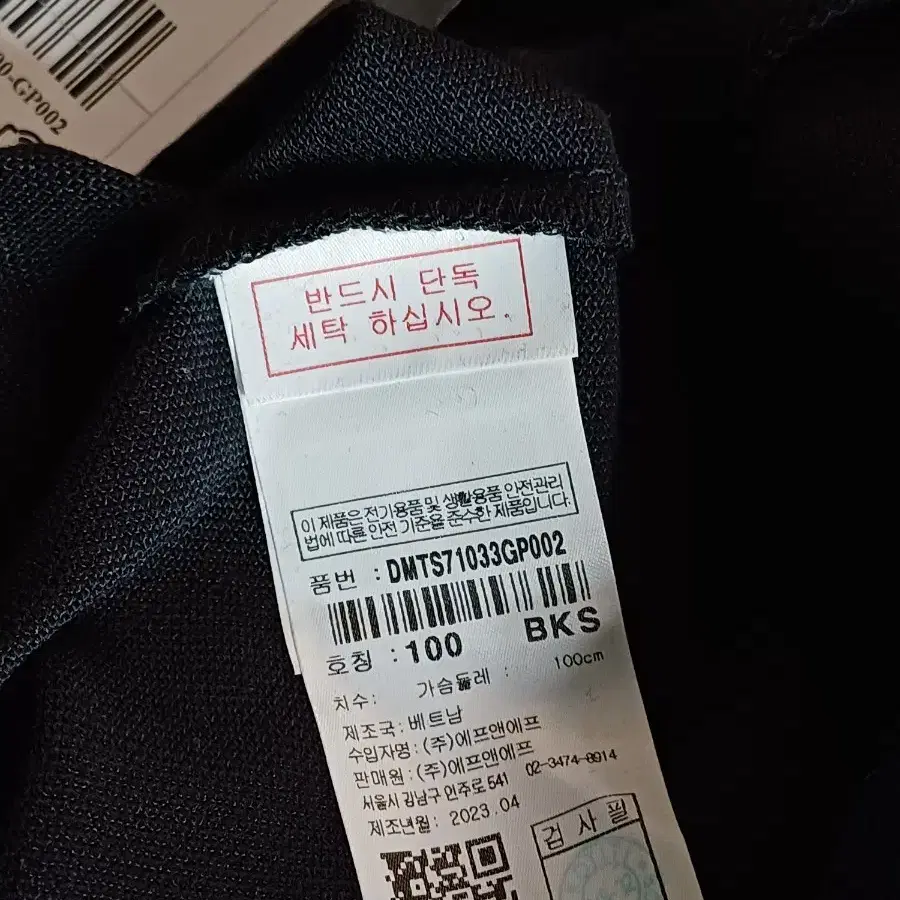 00-GP002
반드시 단독
세탁 하십시오.
이 제품은 전기용품 및 생활용품 안전관리
법에 따른 안전 기준을 준수한 제품입니다.
품번 : DMTS71033GP002
호칭 : 100 BKS
치수: 가슴둘레 : 100cm
제조국: 베트남
수입자명: (주)에프앤에프
판매원: (주)에프앤에프
서울시 강남구 언주로 541 02-3474-8914
제조년월: 2023.04
검사필